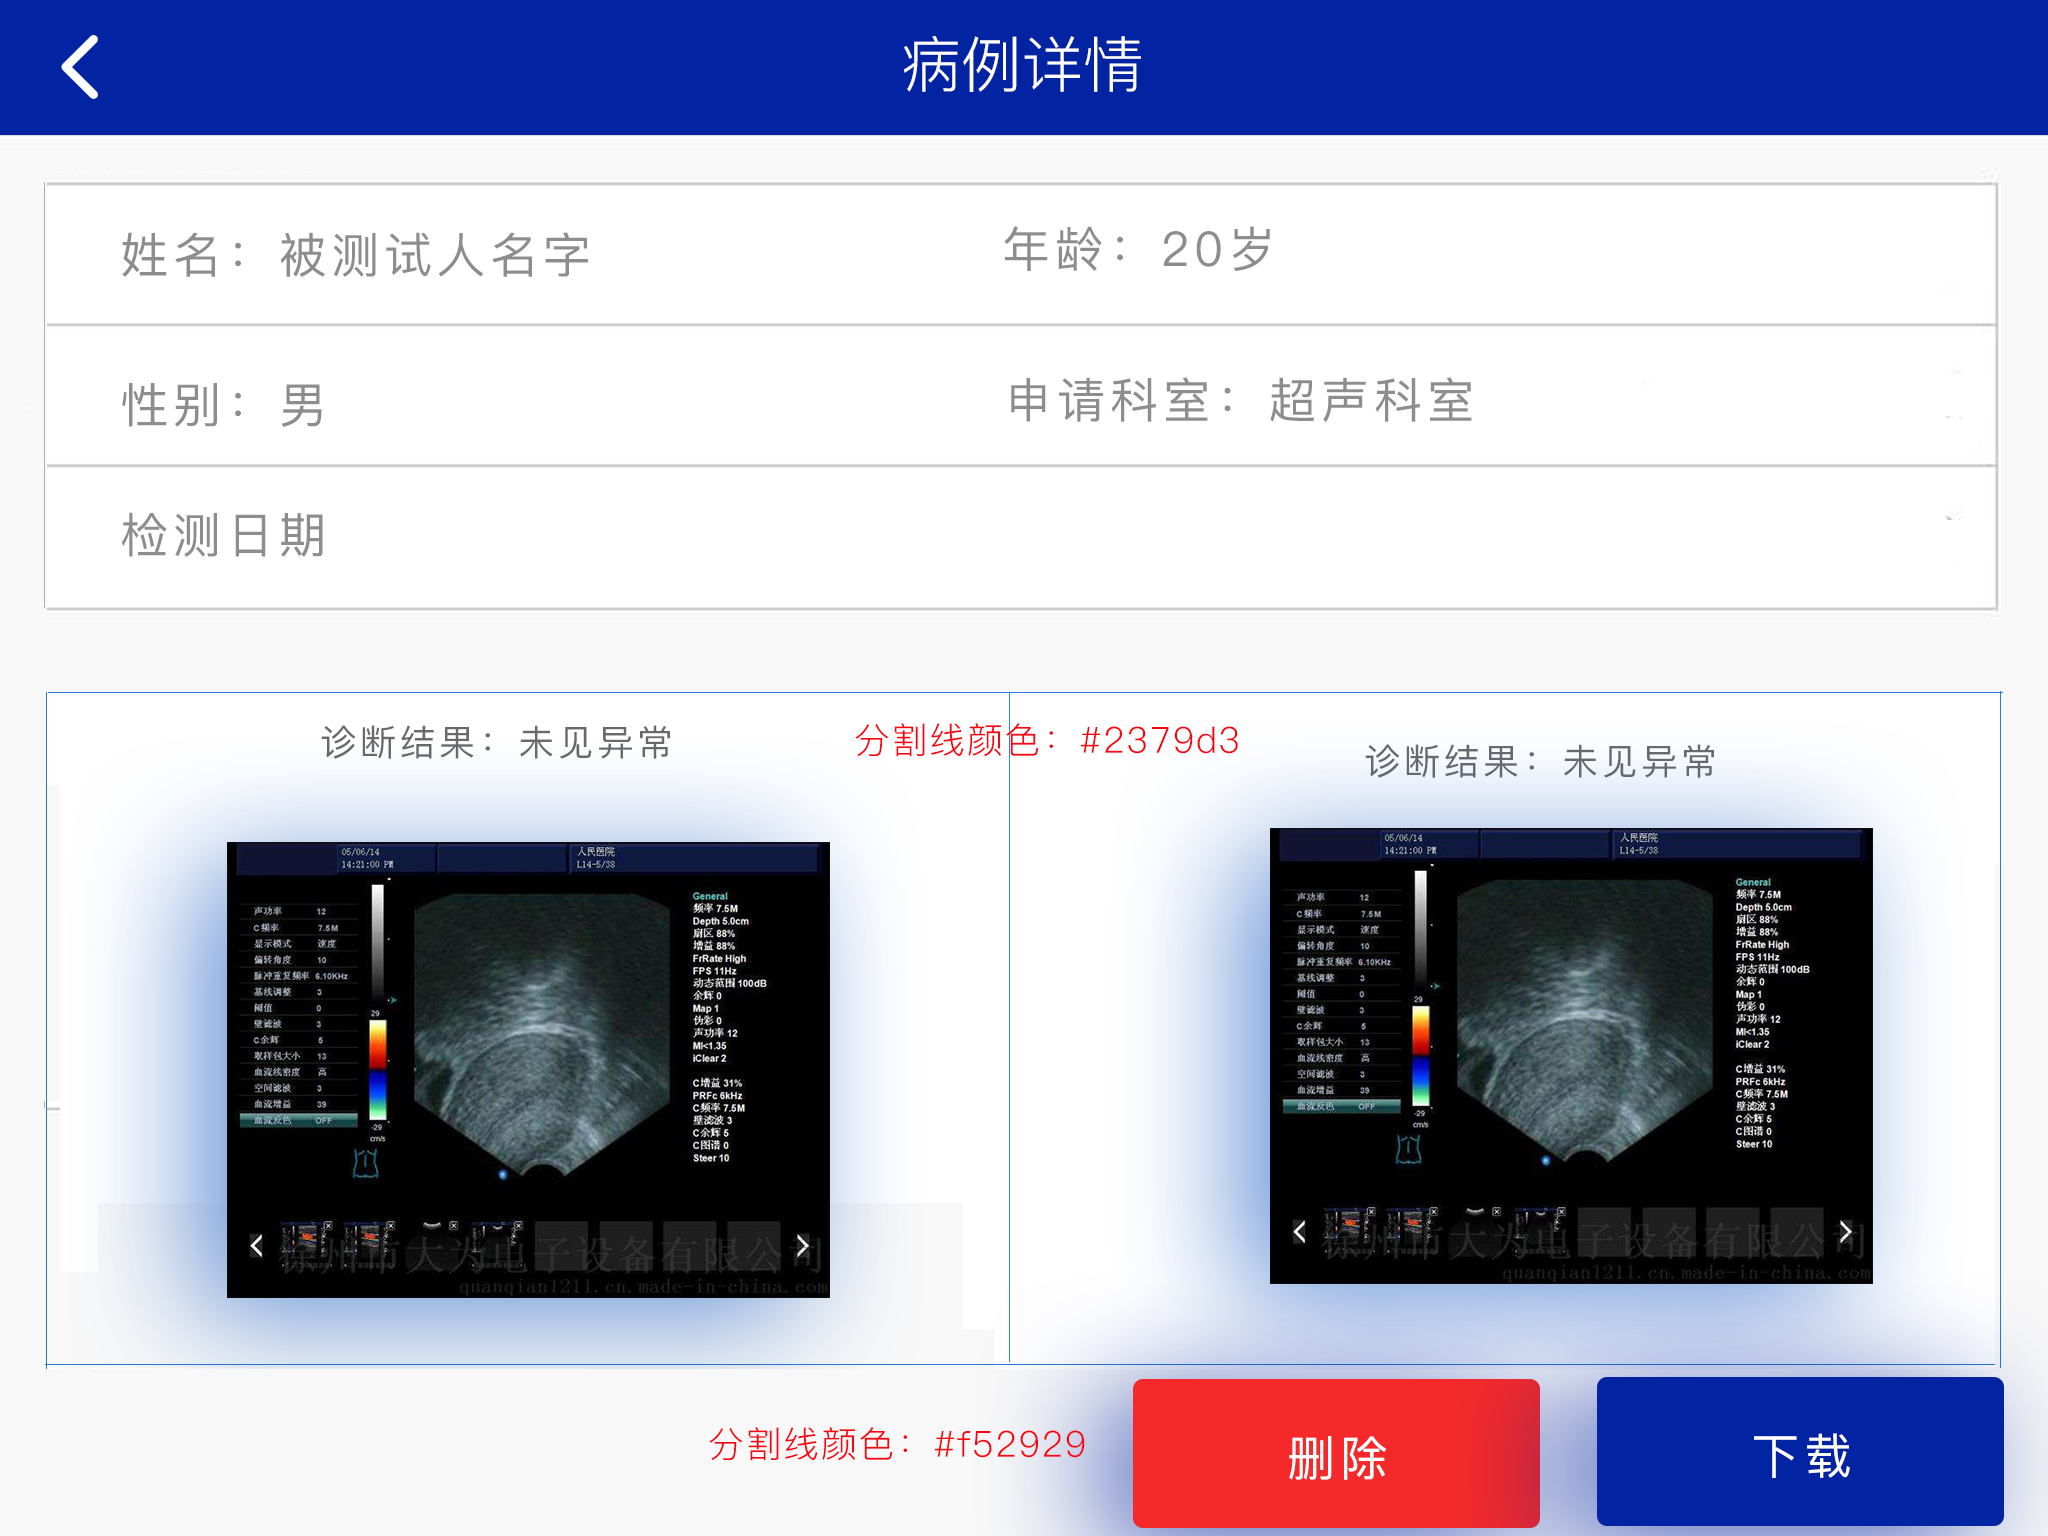 病例详情
姓名：被测试人名字
年龄：20岁
性别：男
申请科室：超声科室
检测日期
诊断结果：未见异常
分割线颜色：#2379d3
诊断结果：未见异常
05/06/14
14:21:00 PM
人民医院
L14-5/38
声功率 12
C频率 7.5M
显示模式 速度
偏转角度 10
脉冲重复频率 6.10KHz
基线调整 3
阈值 0
壁滤波 3
C余辉 5
取样包大小 13
血流线密度 高
空间滤波 3
血流增益 39
血流反色 OFF
29
-29
cm/s
General
频率 7.5M
Depth 5.0cm
扇区 88%
增益 88%
FrRate High
FPS 11Hz
动态范围 100dB
余辉 0
Map 1
伪彩 0
声功率 12
MI<1.35
iClear 2
C增益 31%
PRFc 6kHz
C频率 7.5M
壁滤波 3
C余辉 5
C图谱 0
Steer 10
徐州市大为电子设备有限公司
quanqian1211.cn.made-in-china.com
05/06/14
14:21:00 PM
人民医院
L14-5/38
声功率 12
C频率 7.5M
显示模式 速度
偏转角度 10
脉冲重复频率 6.10KHz
基线调整 3
阈值 0
壁滤波 3
C余辉 5
取样包大小 13
血流线密度 高
空间滤波 3
血流增益 39
血流反色 OFF
29
-29
cm/s
General
频率 7.5M
Depth 5.0cm
扇区 88%
增益 88%
FrRate High
FPS 11Hz
动态范围 100dB
余辉 0
Map 1
伪彩 0
声功率 12
MI<1.35
iClear 2
C增益 31%
PRFc 6kHz
C频率 7.5M
壁滤波 3
C余辉 5
C图谱 0
Steer 10
徐州市大为电子设备有限公司
quanqian1211.cn.made-in-china.com
分割线颜色：#f52929
删除
下载